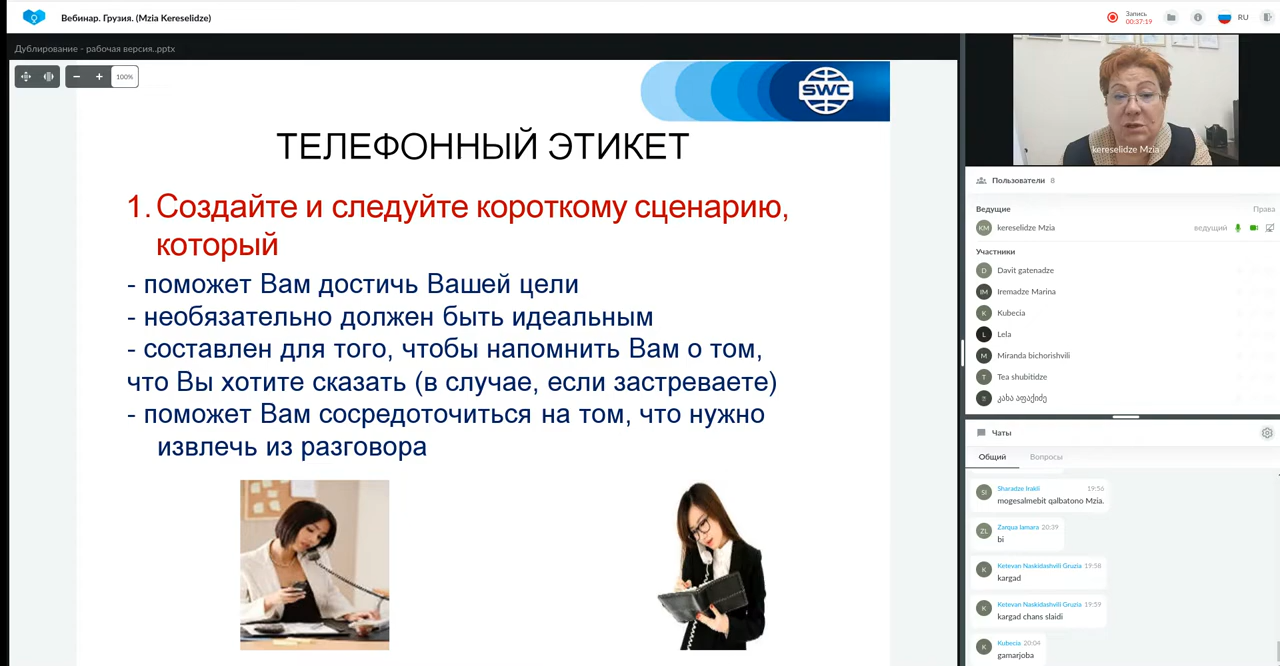 Вебинар. Грузия. (Mzia Kereselidze)
Запись
00:37:19
RU
Дублирование - рабочая версия..pptx
100%
SWC
ТЕЛЕФОННЫЙ ЭТИКЕТ
1. Создайте и следуйте короткому сценарию,
который
- поможет Вам достичь Вашей цели
- необязательно должен быть идеальным
- составлен для того, чтобы напомнить Вам о том,
что Вы хотите сказать (в случае, если застреваете)
- поможет Вам сосредоточиться на том, что нужно
извлечь из разговора
kereselidze Mzia
Пользователи 8
Ведущие Права
KM kereselidze Mzia ведущий
Участники
D Davit gatenadze
IM Iremadze Marina
K Kubecia
L Lela
M Miranda bichorishvili
T Tea shubitidze
კახა აფაქიძე
Чаты
Общий Вопросы
SI Sharadze Irakli 19:56
mogesalmebit qalbatono Mzia.
ZL Zarqua lamara 20:39
bi
K Ketevan Naskidashvili Gruzia 19:58
kargad
K Ketevan Naskidashvili Gruzia 19:59
kargad chans slaidi
K Kubecia 20:04
gamarjoba